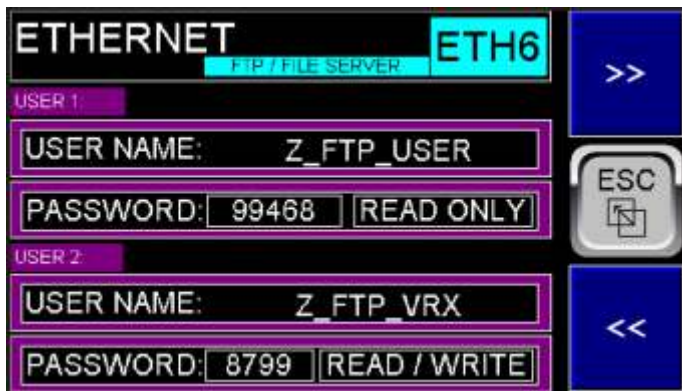 ETHERNET
FTP / FILE SERVER
ETH6
>>
USER 1:
USER NAME: Z_FTP_USER
PASSWORD: 99468 READ ONLY
ESC
USER 2:
USER NAME: Z_FTP_VRX
<<
PASSWORD: 8799 READ / WRITE